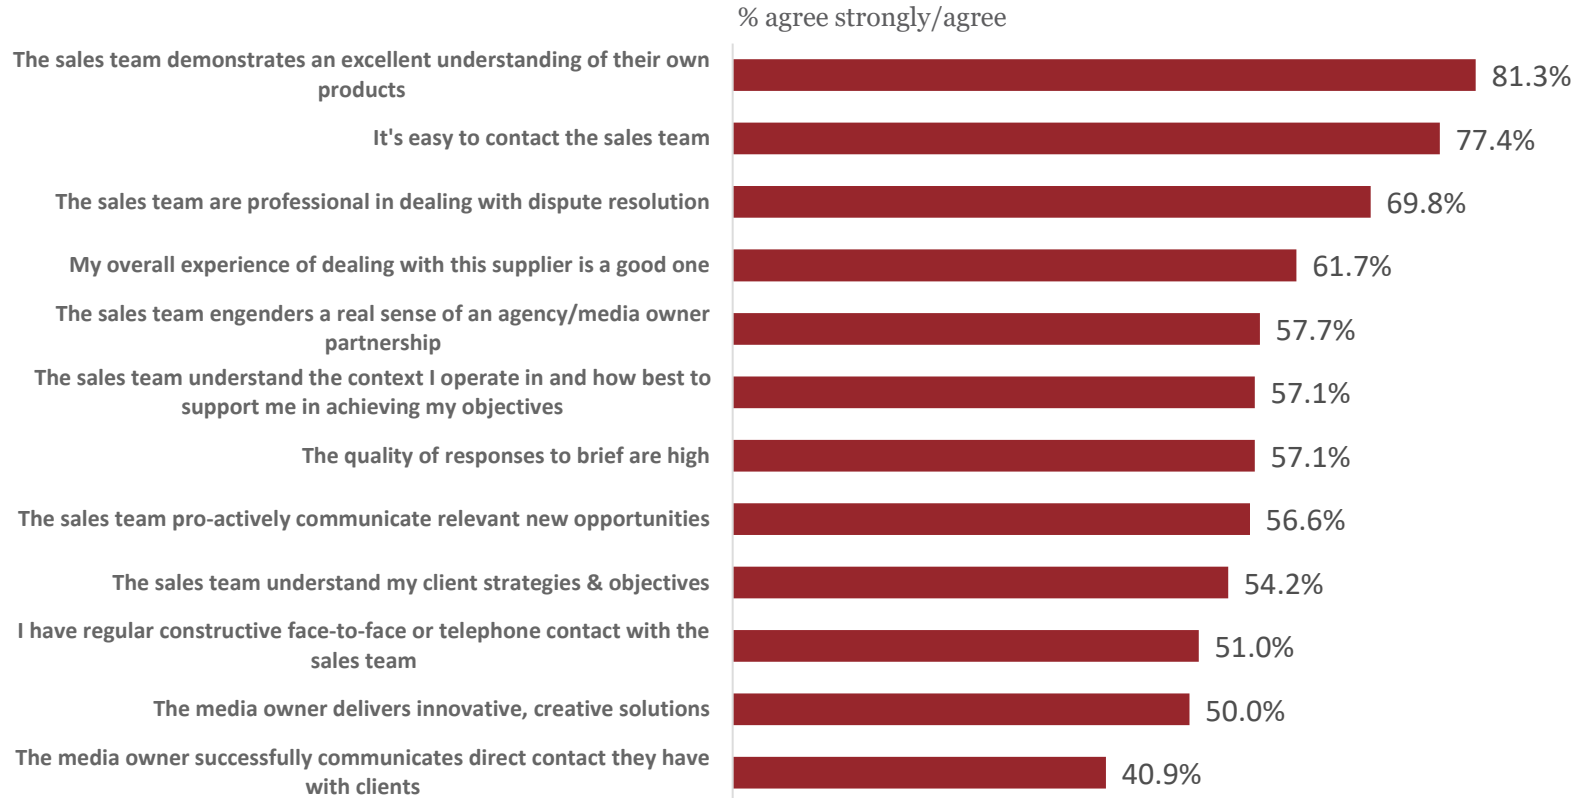 % agree strongly/agree
The sales team demonstrates an excellent understanding of their own
products
81.3%
It's easy to contact the sales team
77.4%
The sales team are professional in dealing with dispute resolution
69.8%
My overall experience of dealing with this supplier is a good one
61.7%
The sales team engenders a real sense of an agency/media owner
partnership
57.7%
The sales team understand the context I operate in and how best to
support me in achieving my objectives
57.1%
The quality of responses to brief are high
57.1%
The sales team pro-actively communicate relevant new opportunities
56.6%
The sales team understand my client strategies & objectives
54.2%
I have regular constructive face-to-face or telephone contact with the
sales team
51.0%
The media owner delivers innovative, creative solutions
50.0%
The media owner successfully communicates direct contact they have
with clients
40.9%